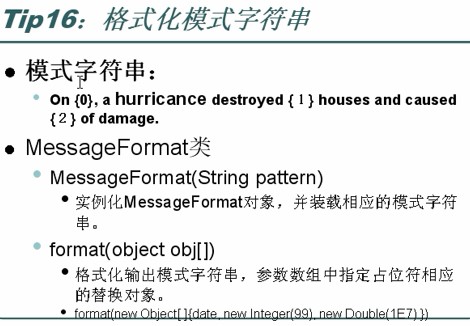 Tip16：格式化模式字符串
模式字符串：
On {0}, a hurricance destroyed {１} houses and caused
{２} of damage.
MessageFormat类
MessageFormat(String pattern)
实例化MessageFormat对象，并装载相应的模式字符
串。
format(object obj[])
格式化输出模式字符串，参数数组中指定占位符相应
的替换对象。
format(new Object[]{date, new Integer(99), new Double(1E7)})